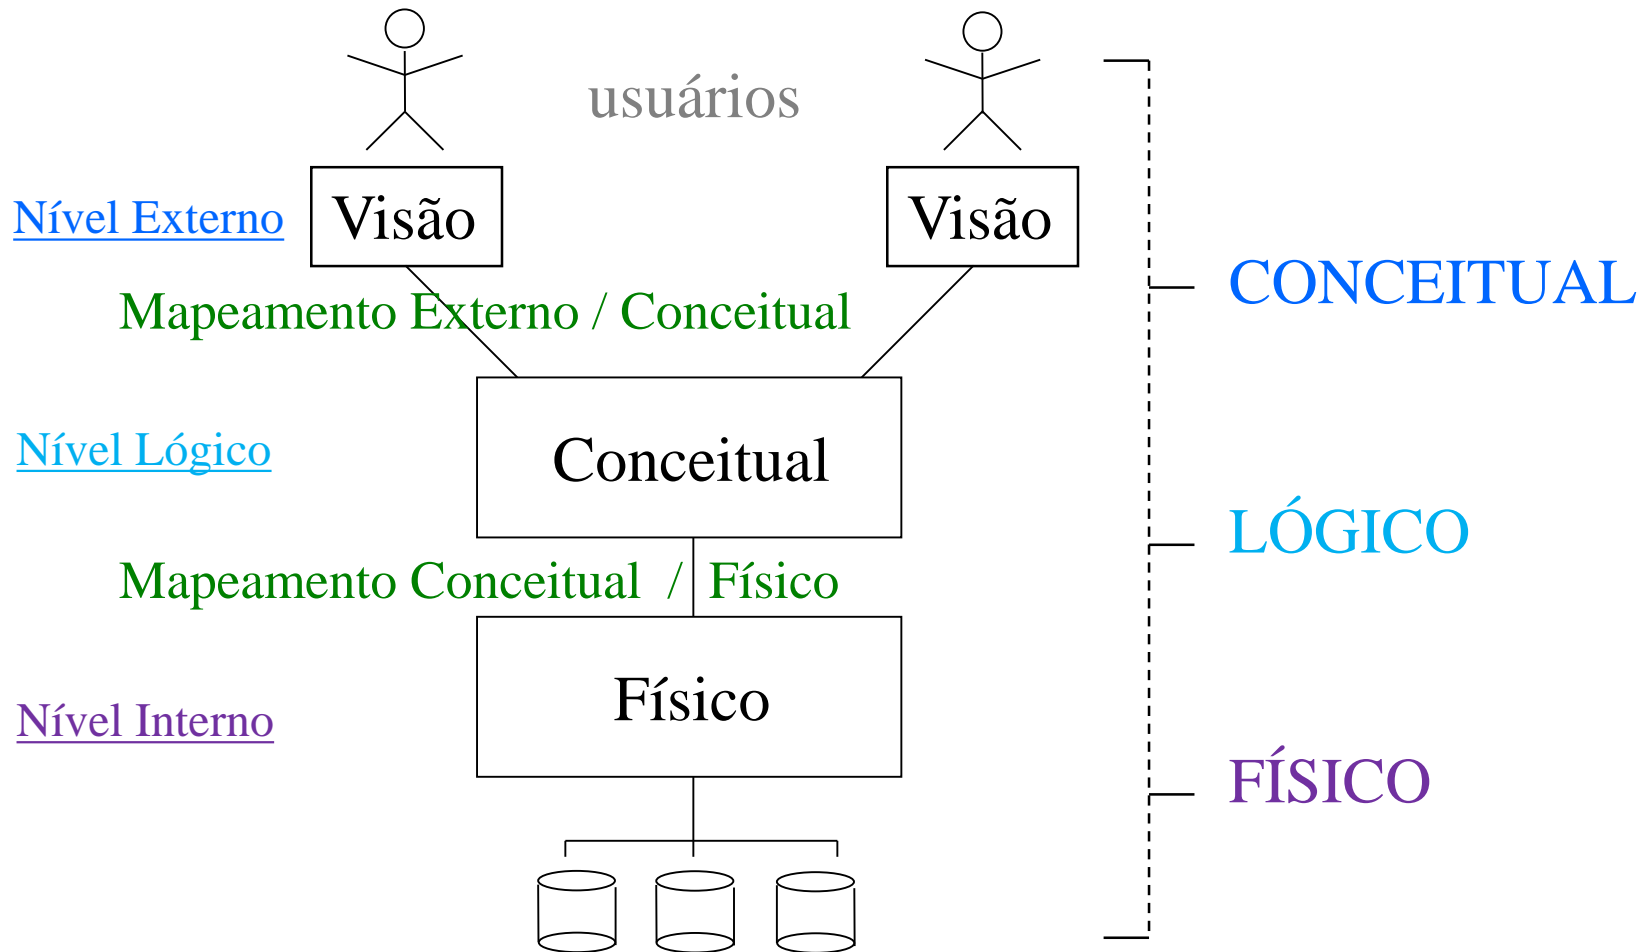 usuários
Nível Externo
Visão
Visão
CONCEITUAL
Mapeamento Externo / Conceitual
Nível Lógico
Conceitual
LÓGICO
Mapeamento Conceitual / Físico
Nível Interno
Físico
FÍSICO